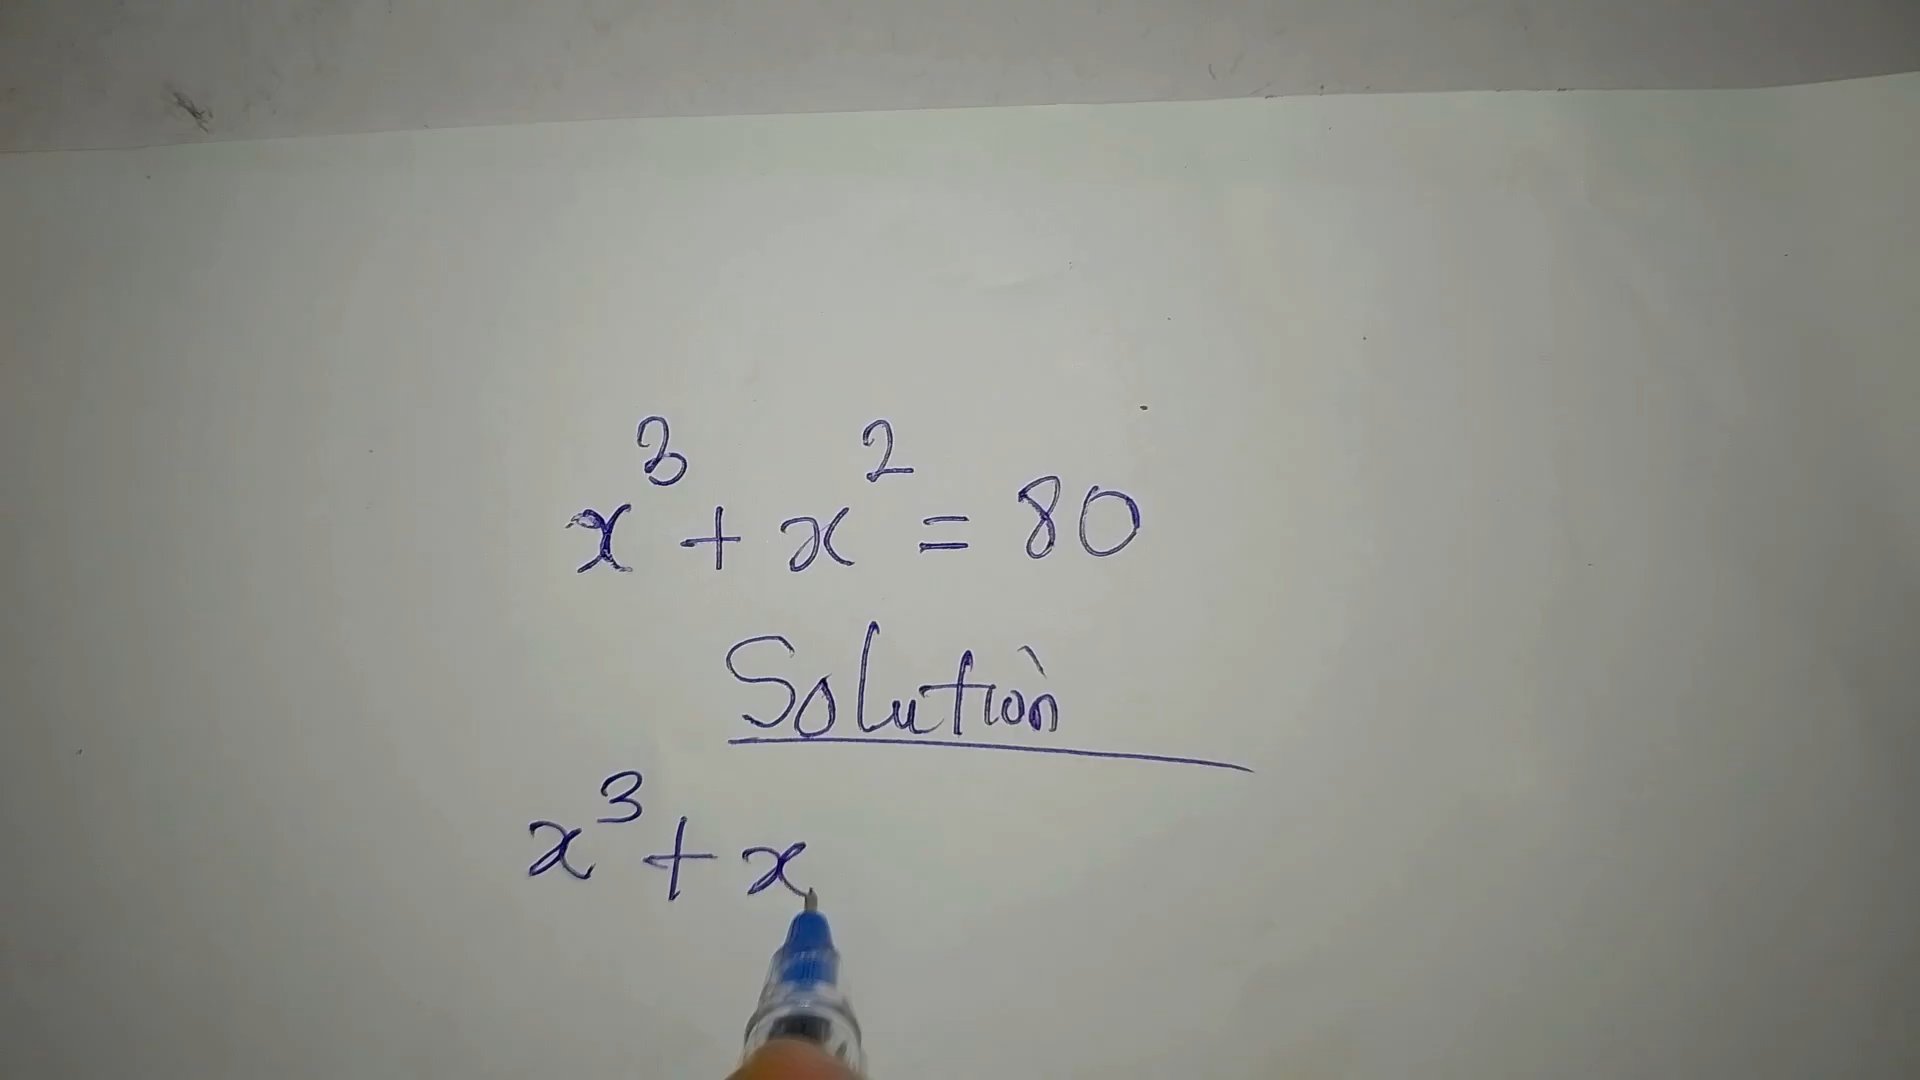 x³ + x² = 80
Solution
x³ + x